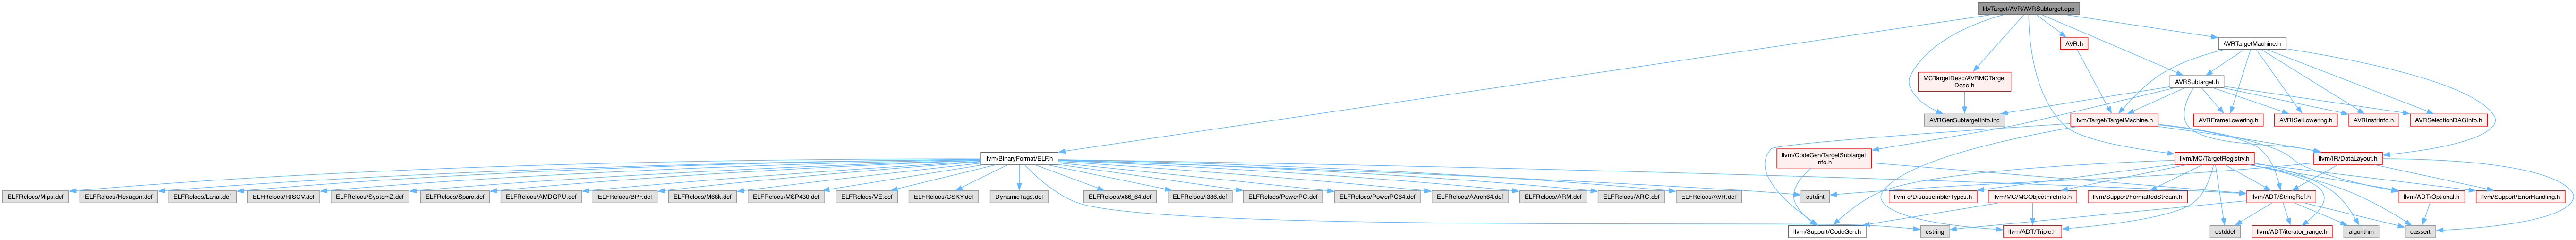 lib/Target/AVR/AVRSubtarget.cpp
AVR.h
AVRTargetMachine.h
MCTargetDesc/AVRMCTarget
Desc.h
AVRSubtarget.h
AVRGenSubtargetInfo.inc
llvm/Target/TargetMachine.h
AVRFrameLowering.h
AVRISelLowering.h
AVRInstrInfo.h
AVRSelectionDAGInfo.h
llvm/BinaryFormat/ELF.h
llvm/CodeGen/TargetSubtarget
Info.h
llvm/MC/TargetRegistry.h
llvm/IR/DataLayout.h
ELFRelocs/Mips.def
ELFRelocs/Hexagon.def
ELFRelocs/Lanai.def
ELFRelocs/RISCV.def
ELFRelocs/SystemZ.def
ELFRelocs/Sparc.def
ELFRelocs/AMDGPU.def
ELFRelocs/BPF.def
ELFRelocs/M68k.def
ELFRelocs/MSP430.def
ELFRelocs/VE.def
ELFRelocs/CSKY.def
DynamicTags.def
ELFRelocs/x86_64.def
ELFRelocs/i386.def
ELFRelocs/PowerPC.def
ELFRelocs/PowerPC64.def
ELFRelocs/AArch64.def
ELFRelocs/ARM.def
ELFRelocs/ARC.def
ELFRelocs/AVR.def
cstdint
llvm-c/DisassemblerTypes.h
llvm/MC/MCObjectFileInfo.h
llvm/Support/FormattedStream.h
llvm/ADT/StringRef.h
llvm/ADT/Optional.h
llvm/Support/ErrorHandling.h
llvm/Support/CodeGen.h
cstring
llvm/ADT/Triple.h
cstddef
llvm/ADT/iterator_range.h
algorithm
cassert